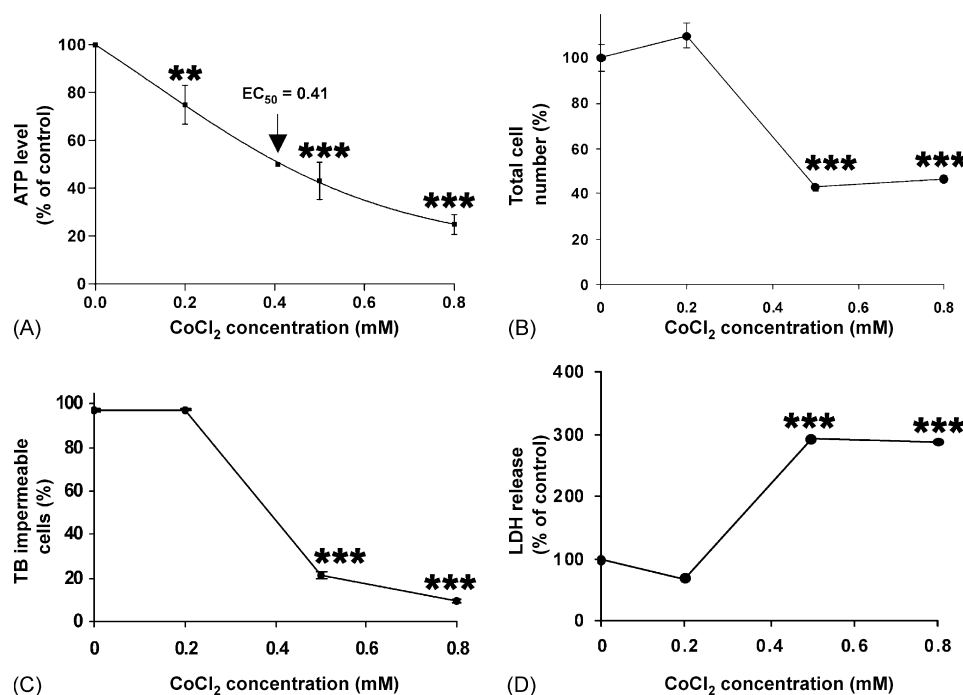 100
80
60
40
20
0
ATP level
(% of control)
**
EC50 = 0.41
***
***
0.0 0.2 0.4 0.6 0.8
(A) CoCl2 concentration (mM)
100
80
60
40
20
0
Total cell
number (%)
*** ***
0 0.2 0.4 0.6 0.8
(B) CoCl2 concentration (mM)
100
80
60
40
20
0
TB impermeable
cells (%)
***
***
0 0.2 0.4 0.6 0.8
(C) CoCl2 concentration (mM)
400
300
200
100
0
LDH release
(% of control)
*** ***
0 0.2 0.4 0.6 0.8
(D) CoCl2 concentration (mM)